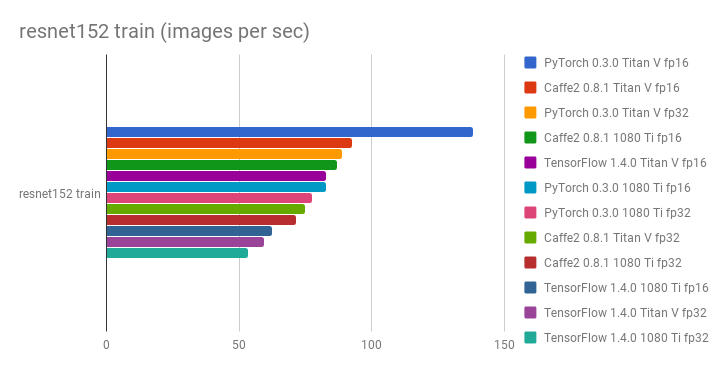 resnet152 train (images per sec)
resnet152 train
0
50
100
150
PyTorch 0.3.0 Titan V fp16
Caffe2 0.8.1 Titan V fp16
PyTorch 0.3.0 Titan V fp32
Caffe2 0.8.1 1080 Ti fp16
TensorFlow 1.4.0 Titan V fp16
PyTorch 0.3.0 1080 Ti fp16
PyTorch 0.3.0 1080 Ti fp32
Caffe2 0.8.1 Titan V fp32
Caffe2 0.8.1 1080 Ti fp32
TensorFlow 1.4.0 1080 Ti fp16
TensorFlow 1.4.0 Titan V fp32
TensorFlow 1.4.0 1080 Ti fp32